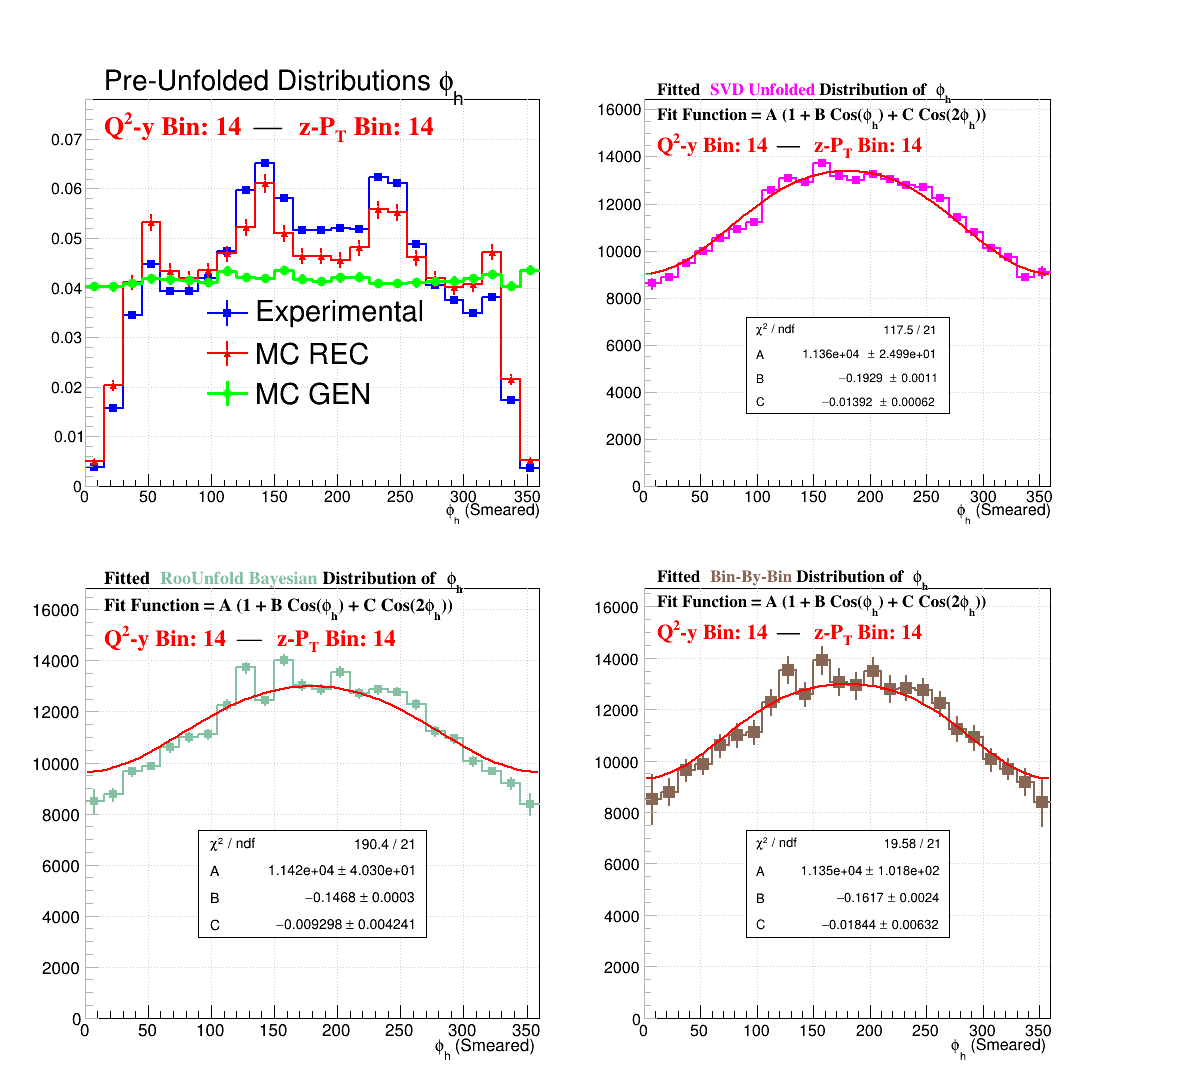 Pre-Unfolded Distributions ϕh
Q²-y Bin: 14 — z-PT Bin: 14
0.07
0.06
0.05
0.04
0.03
0.02
0.01
0
Experimental
MC REC
MC GEN
0 50 100 150 200 250 300 350
ϕh (Smeared)
Fitted SVD Unfolded Distribution of ϕh
Fit Function = A (1 + B Cos(ϕh) + C Cos(2ϕh))
Q²-y Bin: 14 — z-PT Bin: 14
16000
14000
12000
10000
8000
6000
4000
2000
0
χ² / ndf 117.5 / 21
A 1.136e+04 ± 2.499e+01
B −0.1929 ± 0.0011
C −0.01392 ± 0.00062
0 50 100 150 200 250 300 350
ϕh (Smeared)
Fitted RooUnfold Bayesian Distribution of ϕh
Fit Function = A (1 + B Cos(ϕh) + C Cos(2ϕh))
Q²-y Bin: 14 — z-PT Bin: 14
16000
14000
12000
10000
8000
6000
4000
2000
0
χ² / ndf 190.4 / 21
A 1.142e+04 ± 4.030e+01
B −0.1468 ± 0.0003
C −0.009298 ± 0.004241
0 50 100 150 200 250 300 350
ϕh (Smeared)
Fitted Bin-By-Bin Distribution of ϕh
Fit Function = A (1 + B Cos(ϕh) + C Cos(2ϕh))
Q²-y Bin: 14 — z-PT Bin: 14
16000
14000
12000
10000
8000
6000
4000
2000
0
χ² / ndf 19.58 / 21
A 1.135e+04 ± 1.018e+02
B −0.1617 ± 0.0024
C −0.01844 ± 0.00632
0 50 100 150 200 250 300 350
ϕh (Smeared)